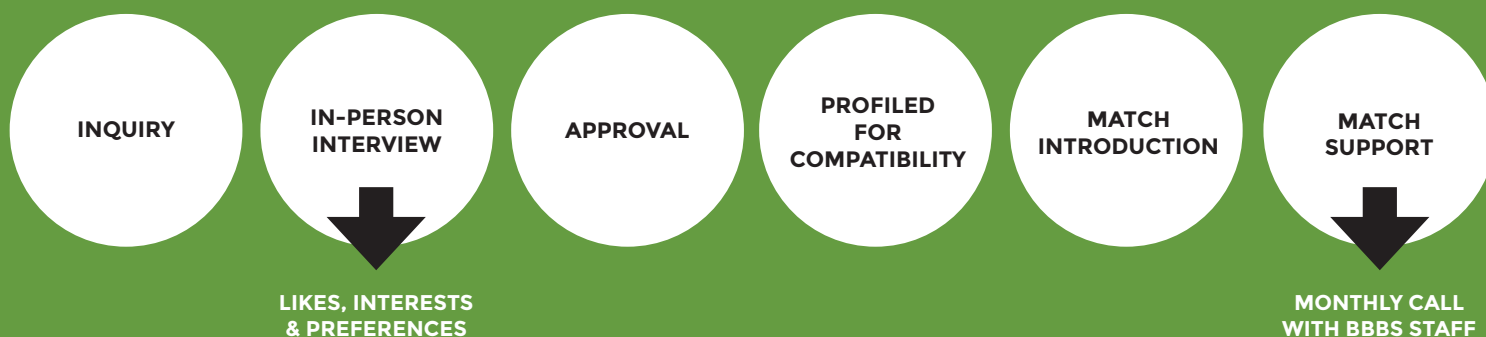 INQUIRY
IN-PERSON
INTERVIEW
APPROVAL
PROFILED
FOR
COMPATIBILITY
MATCH
INTRODUCTION
MATCH
SUPPORT
LIKES, INTERESTS
& PREFERENCES
MONTHLY CALL
WITH BBBS STAFF